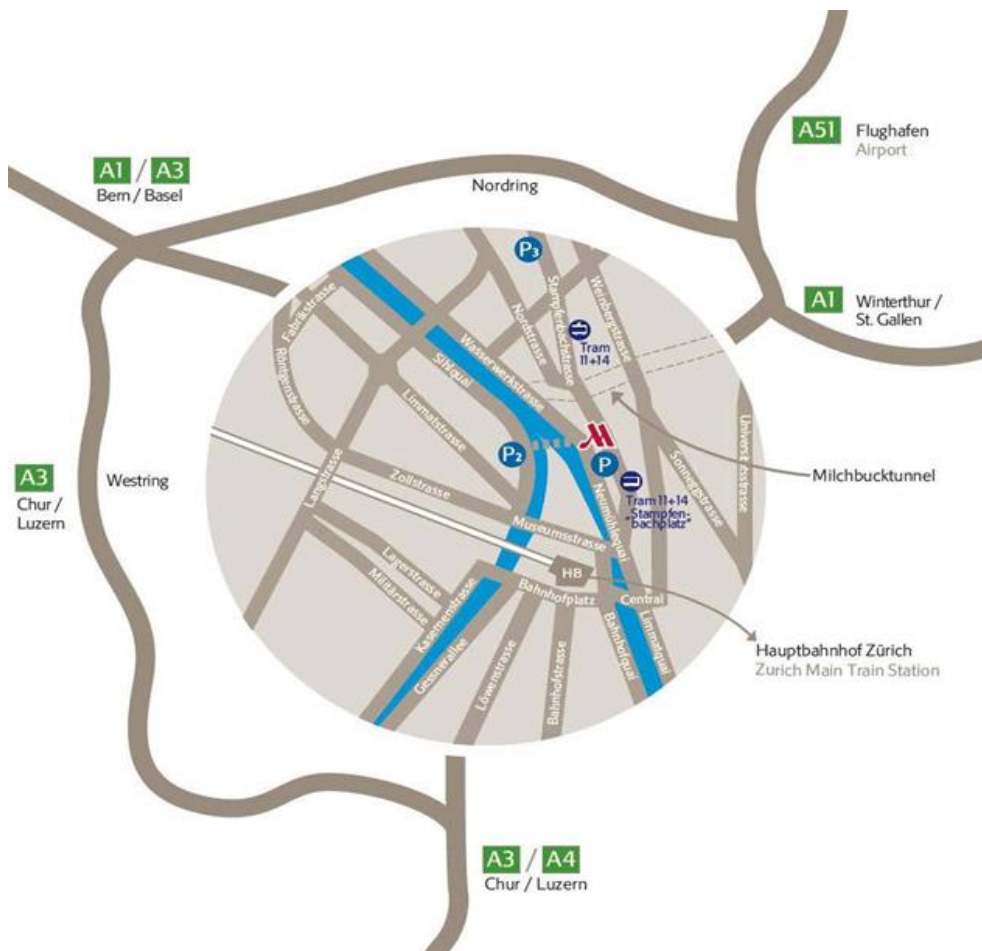 A51
Flughafen
Airport
A1 / A3
Bern / Basel
Nordring
A1
Winterthur /
St. Gallen
P3
Fabrikstrasse
Stampfenbachstrasse
Weinbergstrasse
Nordstrasse
Tram
11+14
Wasserwerkstrasse
Sihlquai
Röntgenstrasse
Limmatstrasse
Universitätsstrasse
Milchbucktunnel
A3
Chur /
Luzern
Westring
Langstrasse
Zollstrasse
P2
P
Sonneggstrasse
Tram 11+14
"Stampfen-
bachplatz"
Neumühlequai
Museumsstrasse
HB
Lagerstrasse
Militärstrasse
Kasernenstrasse
Bahnhofplatz
Central
Gessnerallee
Löwenstrasse
Bahnhofstrasse
Bahnhofquai
Limmatquai
Hauptbahnhof Zürich
Zurich Main Train Station
A3 / A4
Chur / Luzern